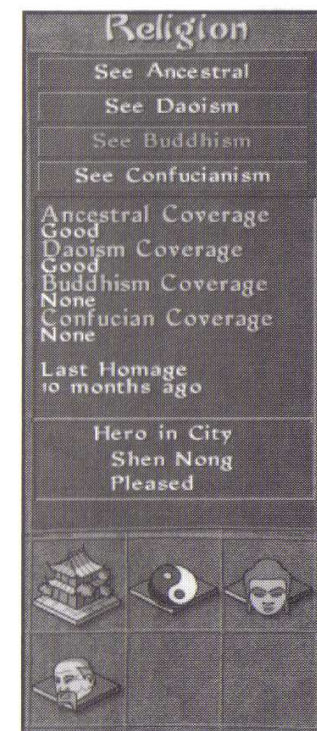 Religion
See Ancestral
See Daoism
See Buddhism
See Confucianism
Ancestral Coverage
Good
Daoism Coverage
Good
Buddhism Coverage
None
Confucian Coverage
None
Last Homage
10 months ago
Hero in City
Shen Nong
Pleased